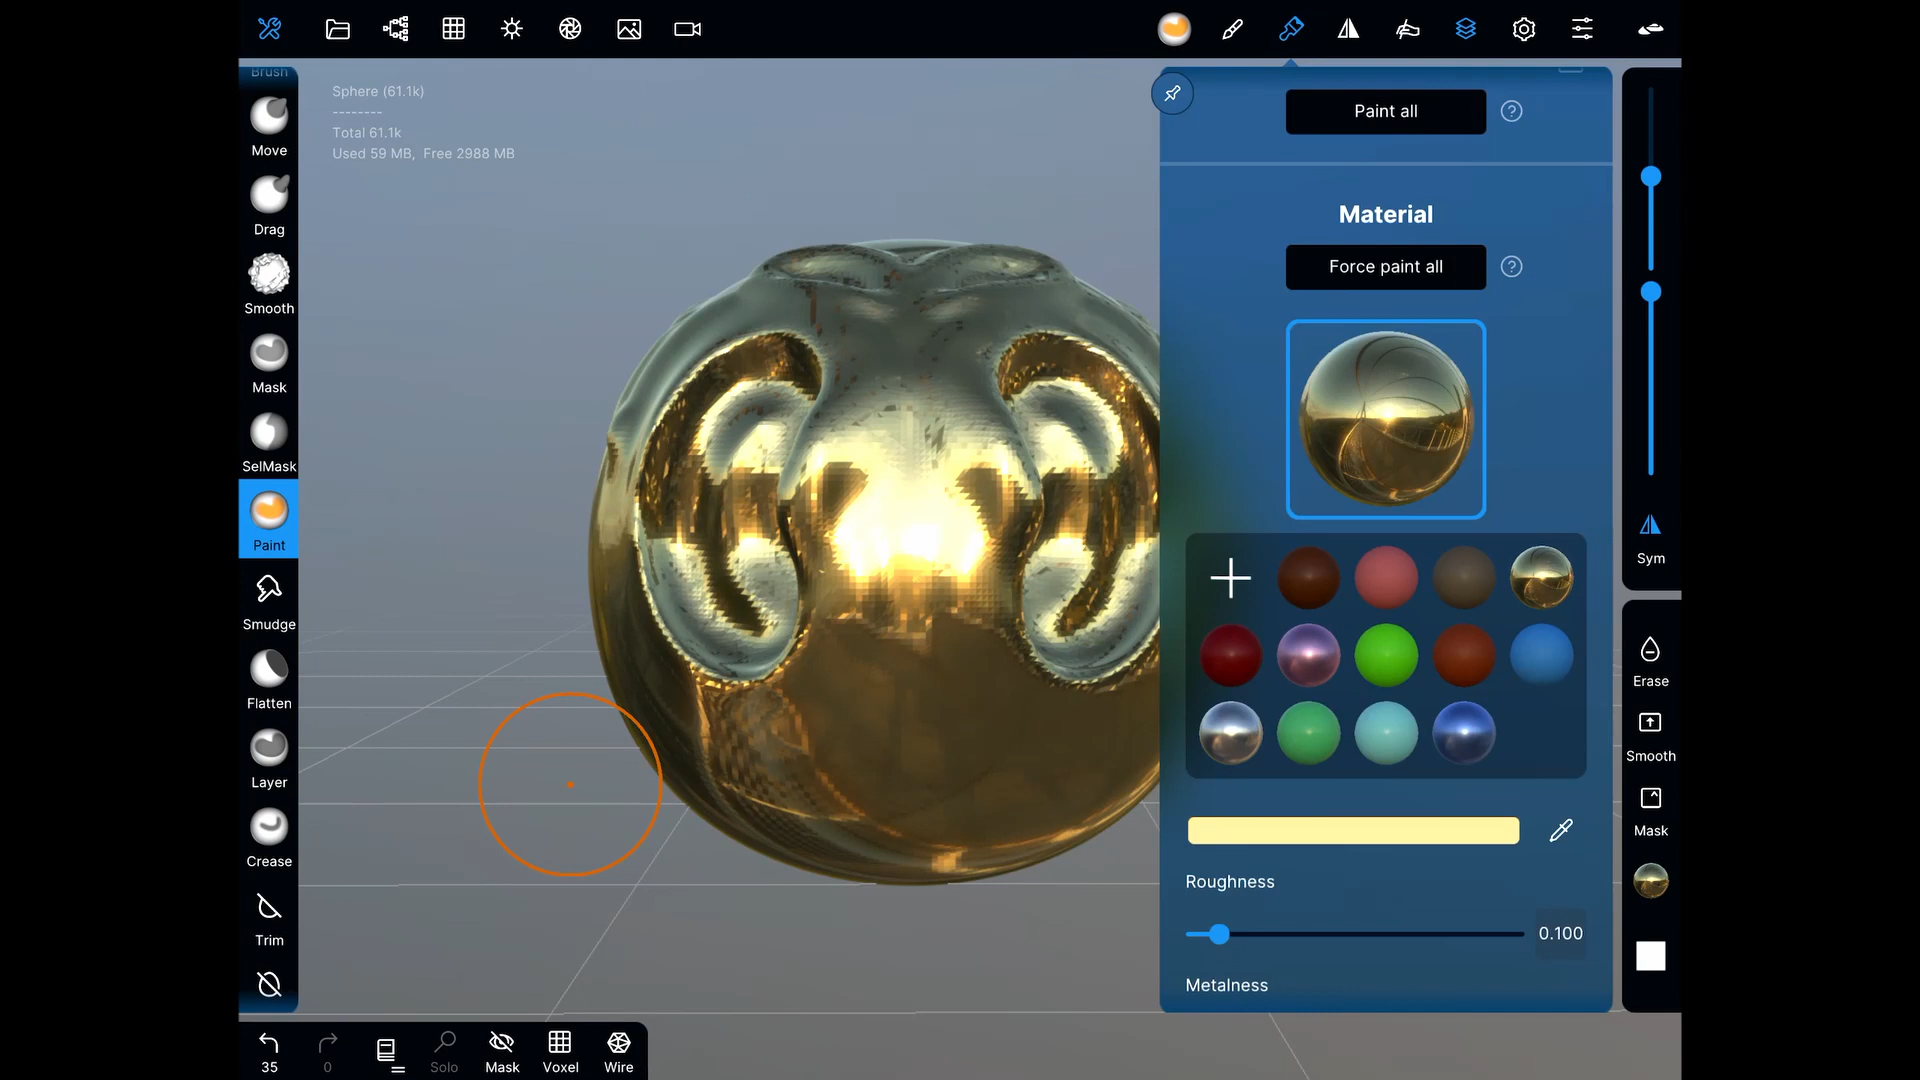 Brush
Move
Drag
Smooth
Mask
SelMask
Paint
Smudge
Flatten
Layer
Crease
Trim
Sphere (61.1k)
--------
Total 61.1k
Used 59 MB, Free 2988 MB
Paint all
?
Material
Force paint all
?
Roughness
0.100
Metalness
Sym
Erase
Smooth
Mask
35
0
Solo
Mask
Voxel
Wire